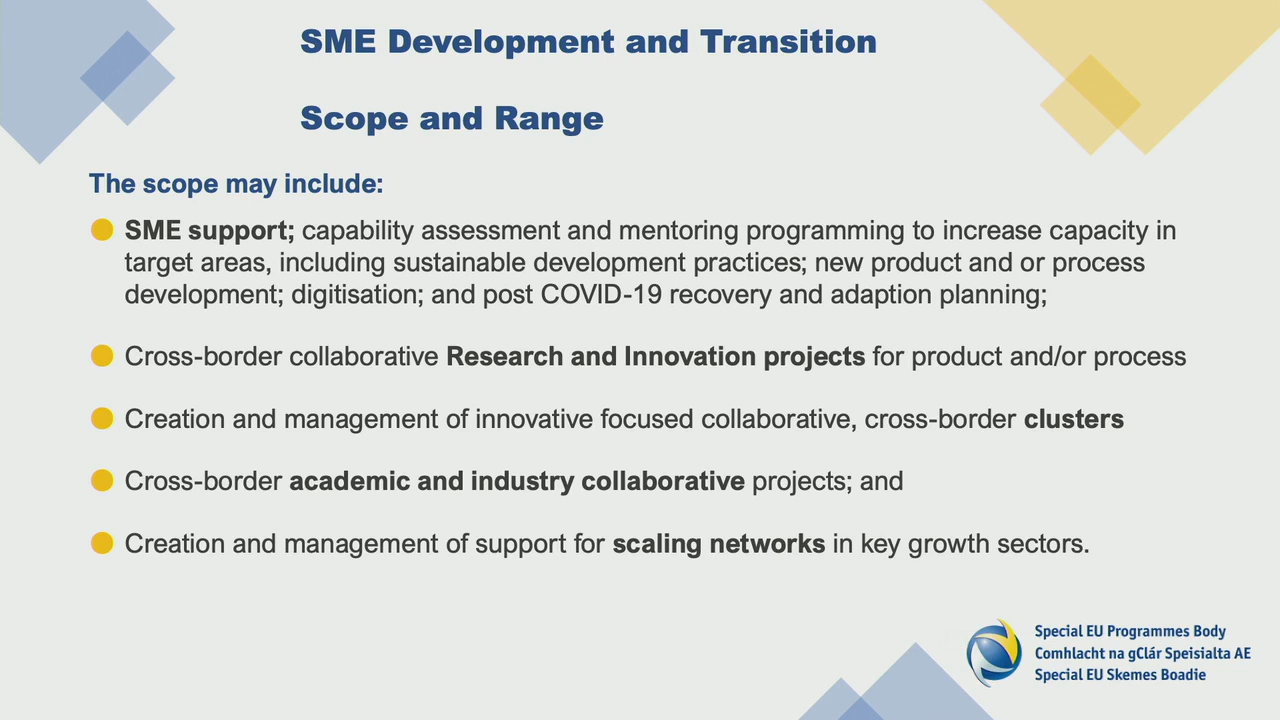 SME Development and Transition
Scope and Range
The scope may include:
SME support; capability assessment and mentoring programming to increase capacity in
target areas, including sustainable development practices; new product and or process
development; digitisation; and post COVID-19 recovery and adaption planning;
Cross-border collaborative Research and Innovation projects for product and/or process
Creation and management of innovative focused collaborative, cross-border clusters
Cross-border academic and industry collaborative projects; and
Creation and management of support for scaling networks in key growth sectors.
Special EU Programmes Body
Comhlacht na gClár Speisialta AE
Special EU Skemes Boadie